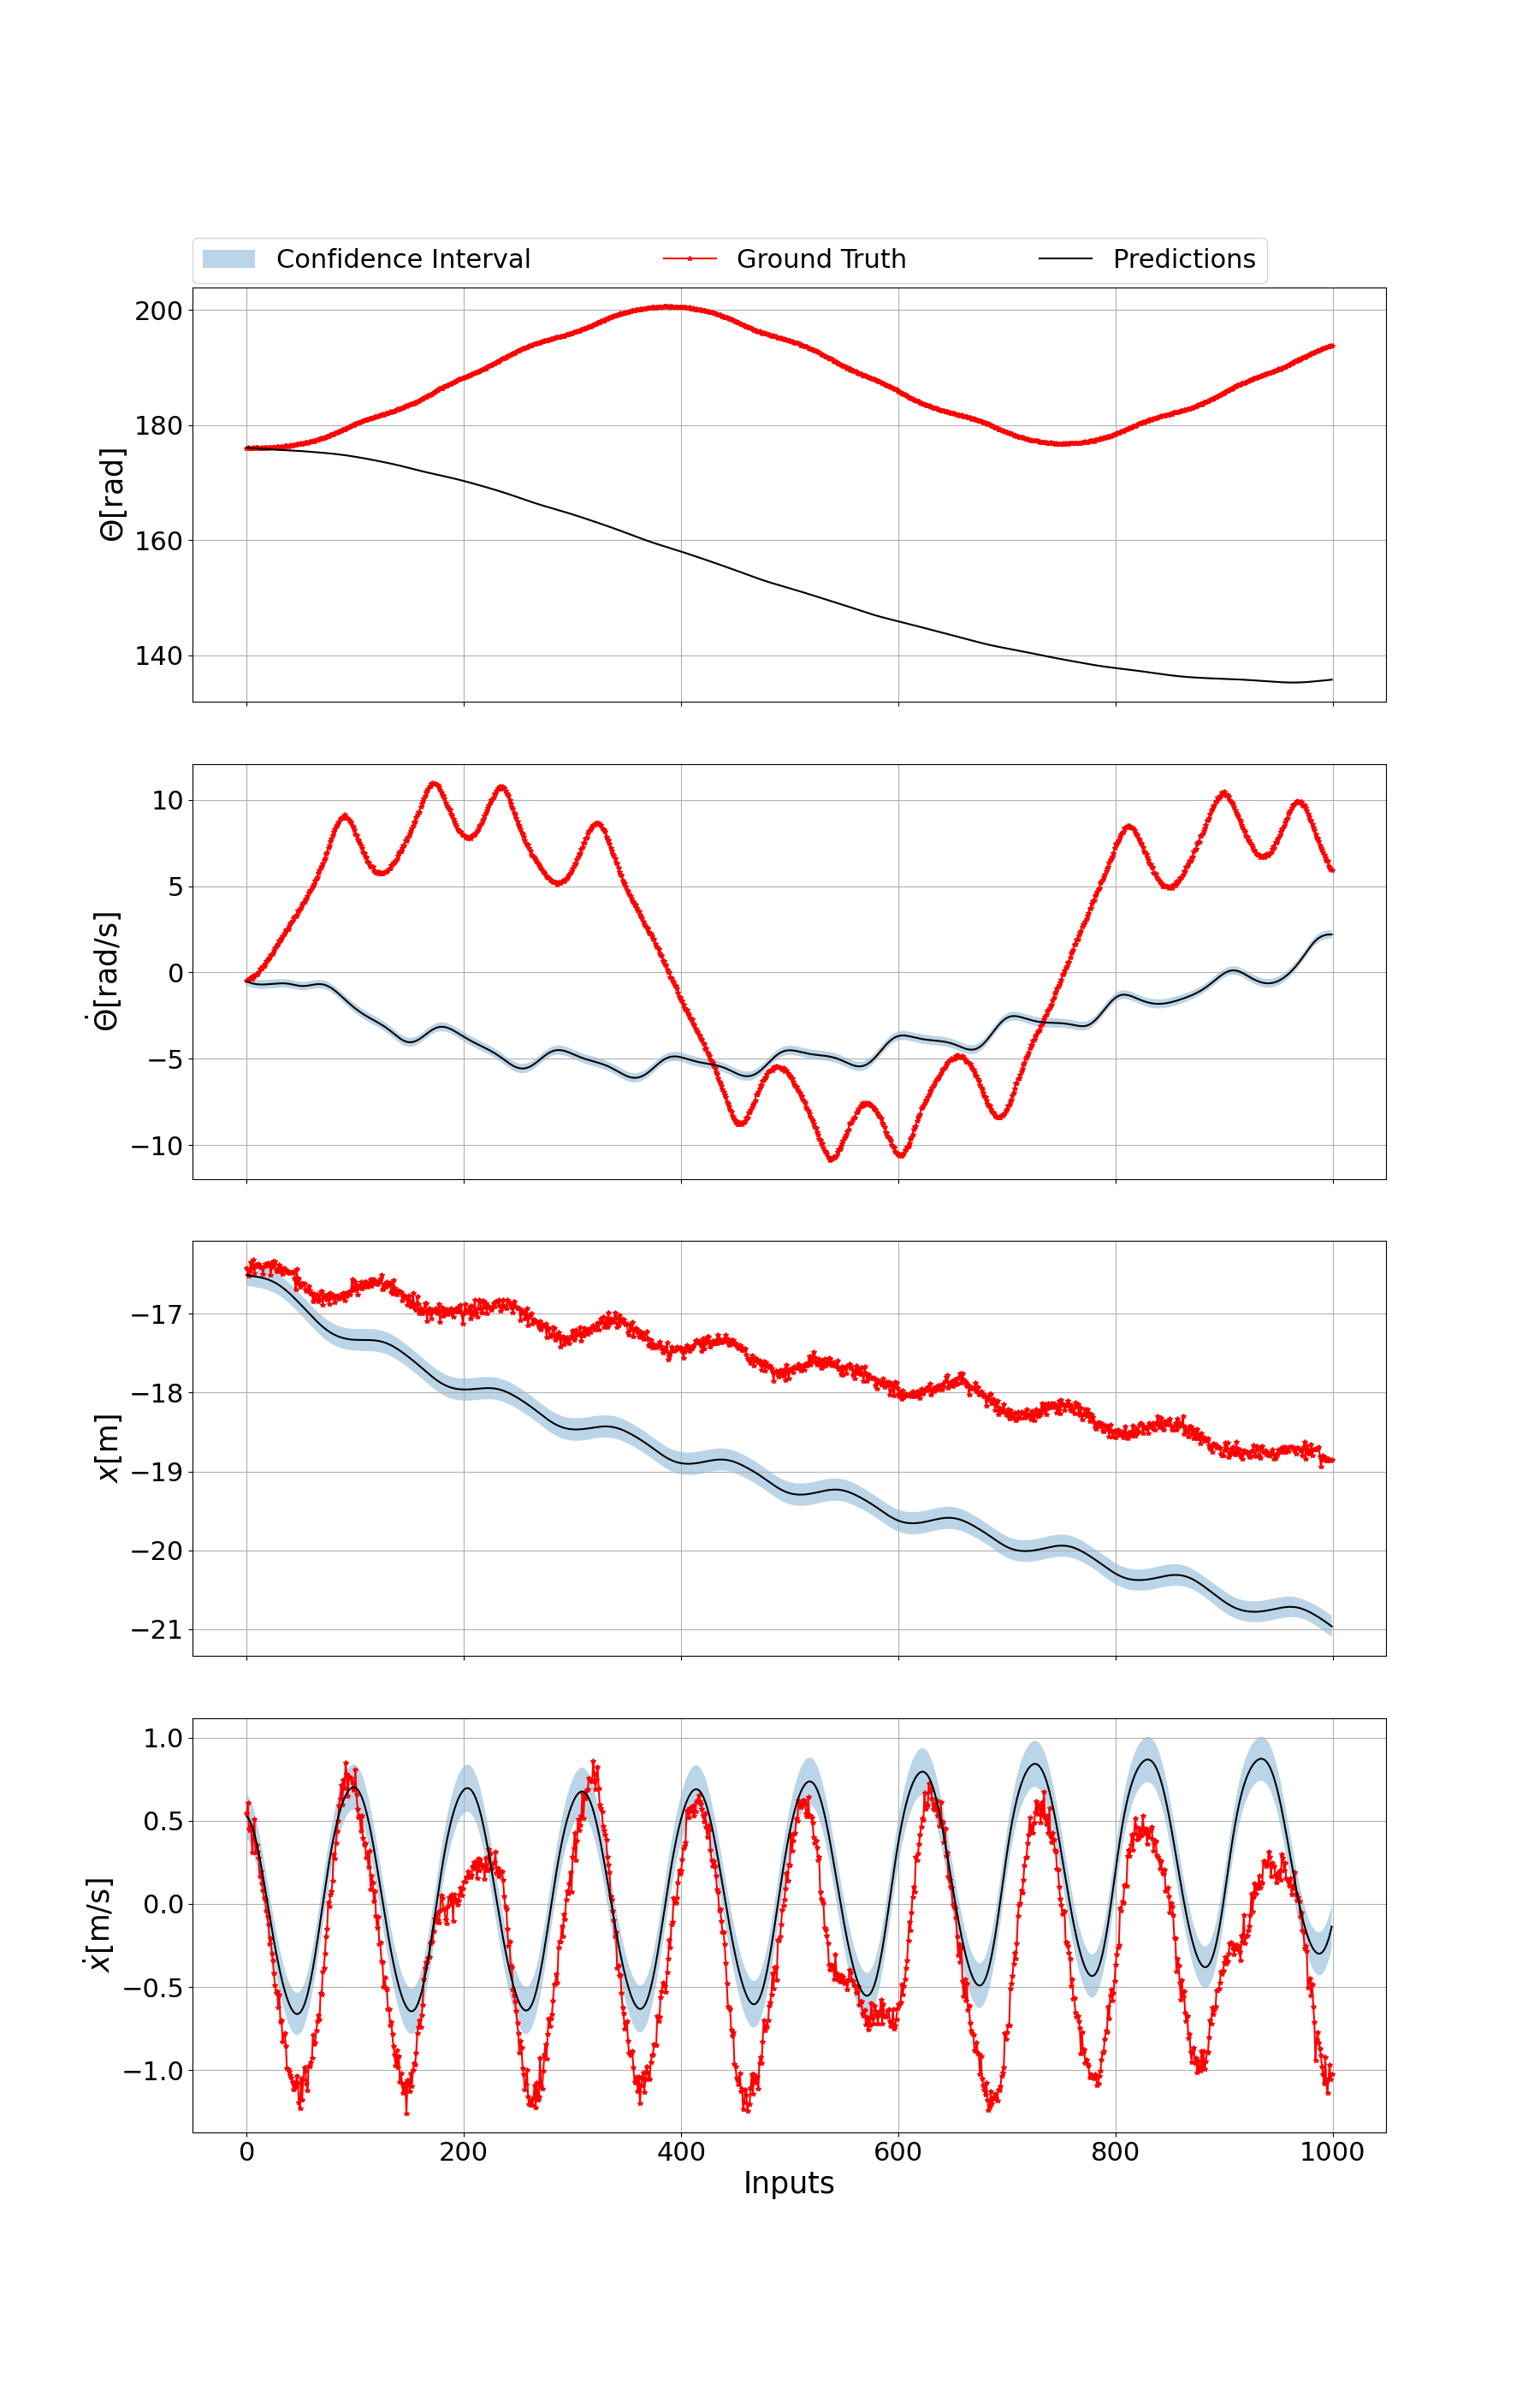 Confidence Interval Ground Truth Predictions
200
180
160
140
Θ[rad]
10
5
0
−5
−10
Θ̇[rad/s]
−17
−18
−19
−20
−21
x[m]
1.0
0.5
0.0
−0.5
−1.0
ẋ[m/s]
0 200 400 600 800 1000
Inputs